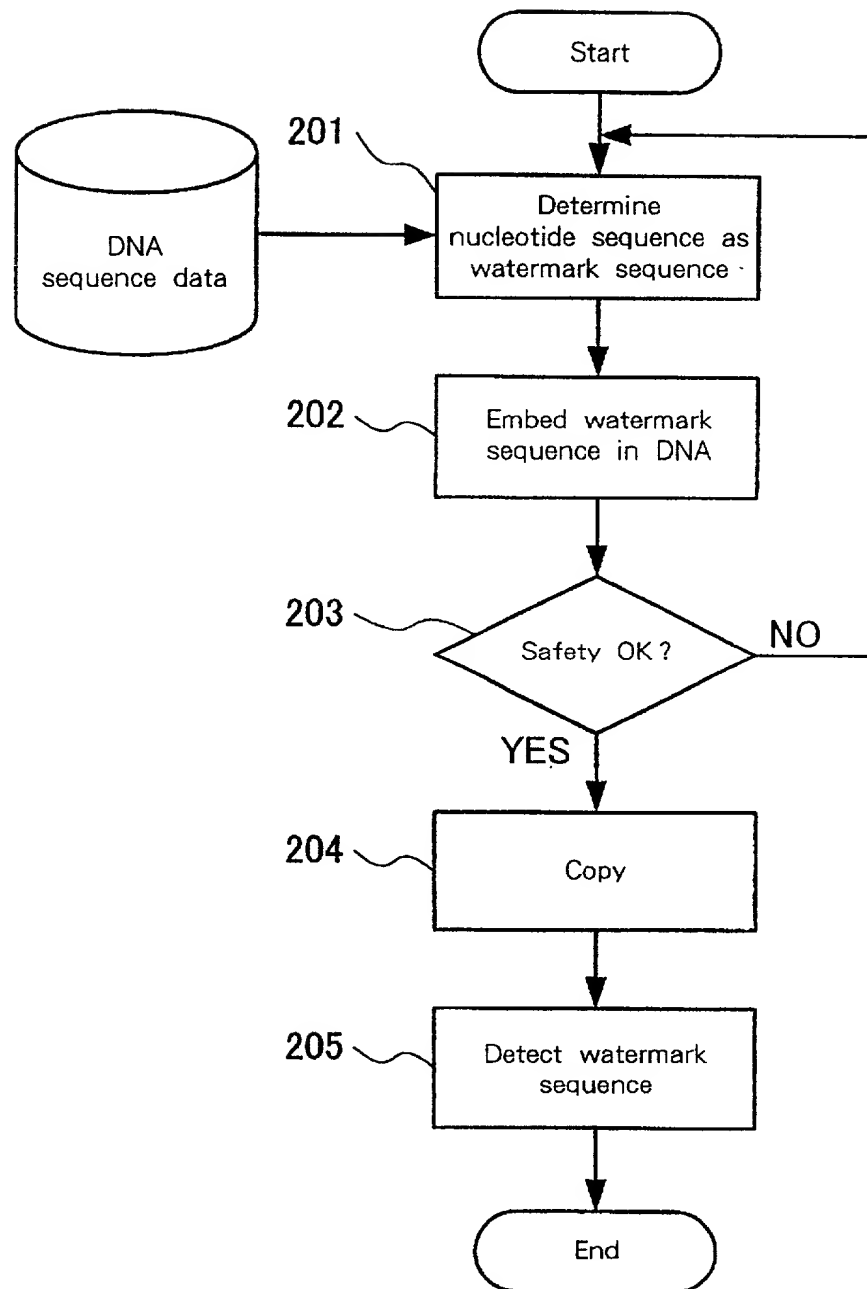 Start
201
DNA
sequence data
Determine
nucleotide sequence as
watermark sequence
202
Embed watermark
sequence in DNA
203
Safety OK?
NO
YES
204
Copy
205
Detect watermark
sequence
End